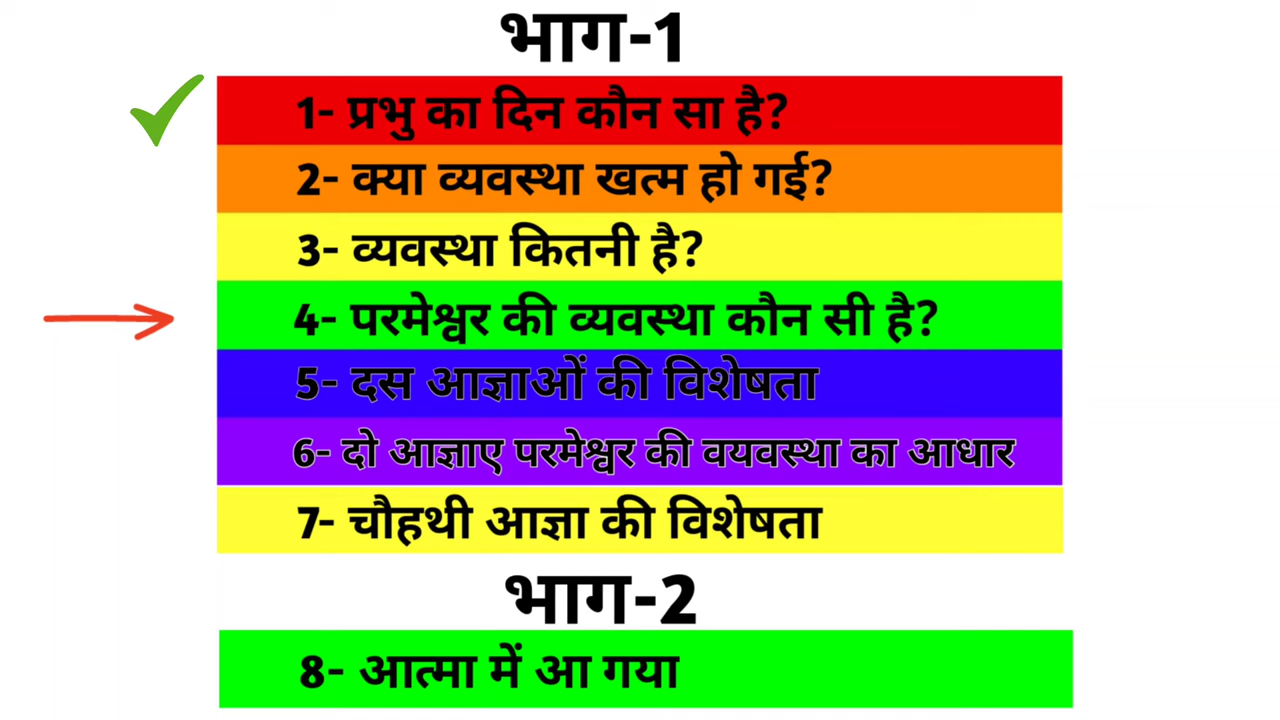 भाग-1
1- प्रभु का दिन कौन सा है?
2- क्या व्यवस्था खत्म हो गई?
3- व्यवस्था कितनी है?
4- परमेश्वर की व्यवस्था कौन सी है?
5- दस आज्ञाओं की विशेषता
6- दो आज्ञाए परमेश्वर की वयवस्था का आधार
7- चौहथी आज्ञा की विशेषता
भाग-2
8- आत्मा में आ गया